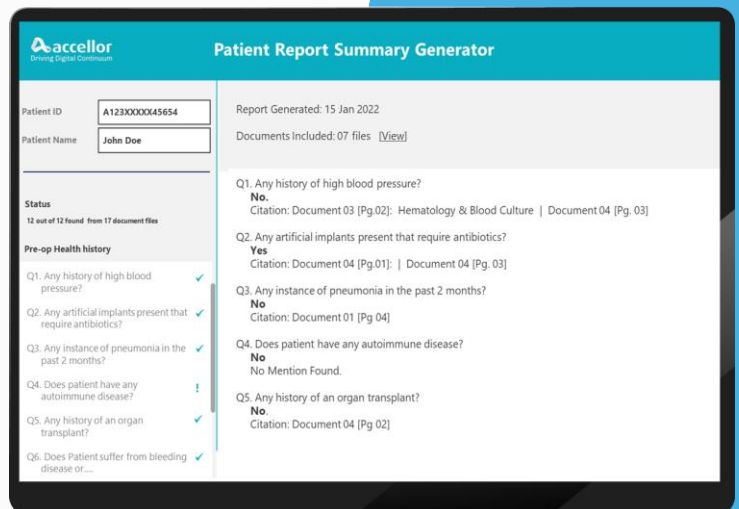 accellor
Driving Digital Continuum
Patient Report Summary Generator
Patient ID
A123XXXXX45654
Patient Name
John Doe
Status
12 out of 12 found from 17 document files
Pre-op Health history
Q1. Any history of high blood
pressure?
Q2. Any artificial implants present that
require antibiotics?
Q3. Any instance of pneumonia in the
past 2 months?
Q4. Does patient have any
autoimmune disease?
Q5. Any history of an organ
transplant?
Q6. Does Patient suffer from bleeding
disease or....
Report Generated: 15 Jan 2022
Documents Included: 07 files [View]
Q1. Any history of high blood pressure?
No.
Citation: Document 03 [Pg.02]: Hematology & Blood Culture | Document 04 [Pg. 03]
Q2. Any artificial implants present that require antibiotics?
Yes
Citation: Document 04 [Pg.01]: | Document 04 [Pg. 03]
Q3. Any instance of pneumonia in the past 2 months?
No
Citation: Document 01 [Pg 04]
Q4. Does patient have any autoimmune disease?
No
No Mention Found.
Q5. Any history of an organ transplant?
No.
Citation: Document 04 [Pg 02]